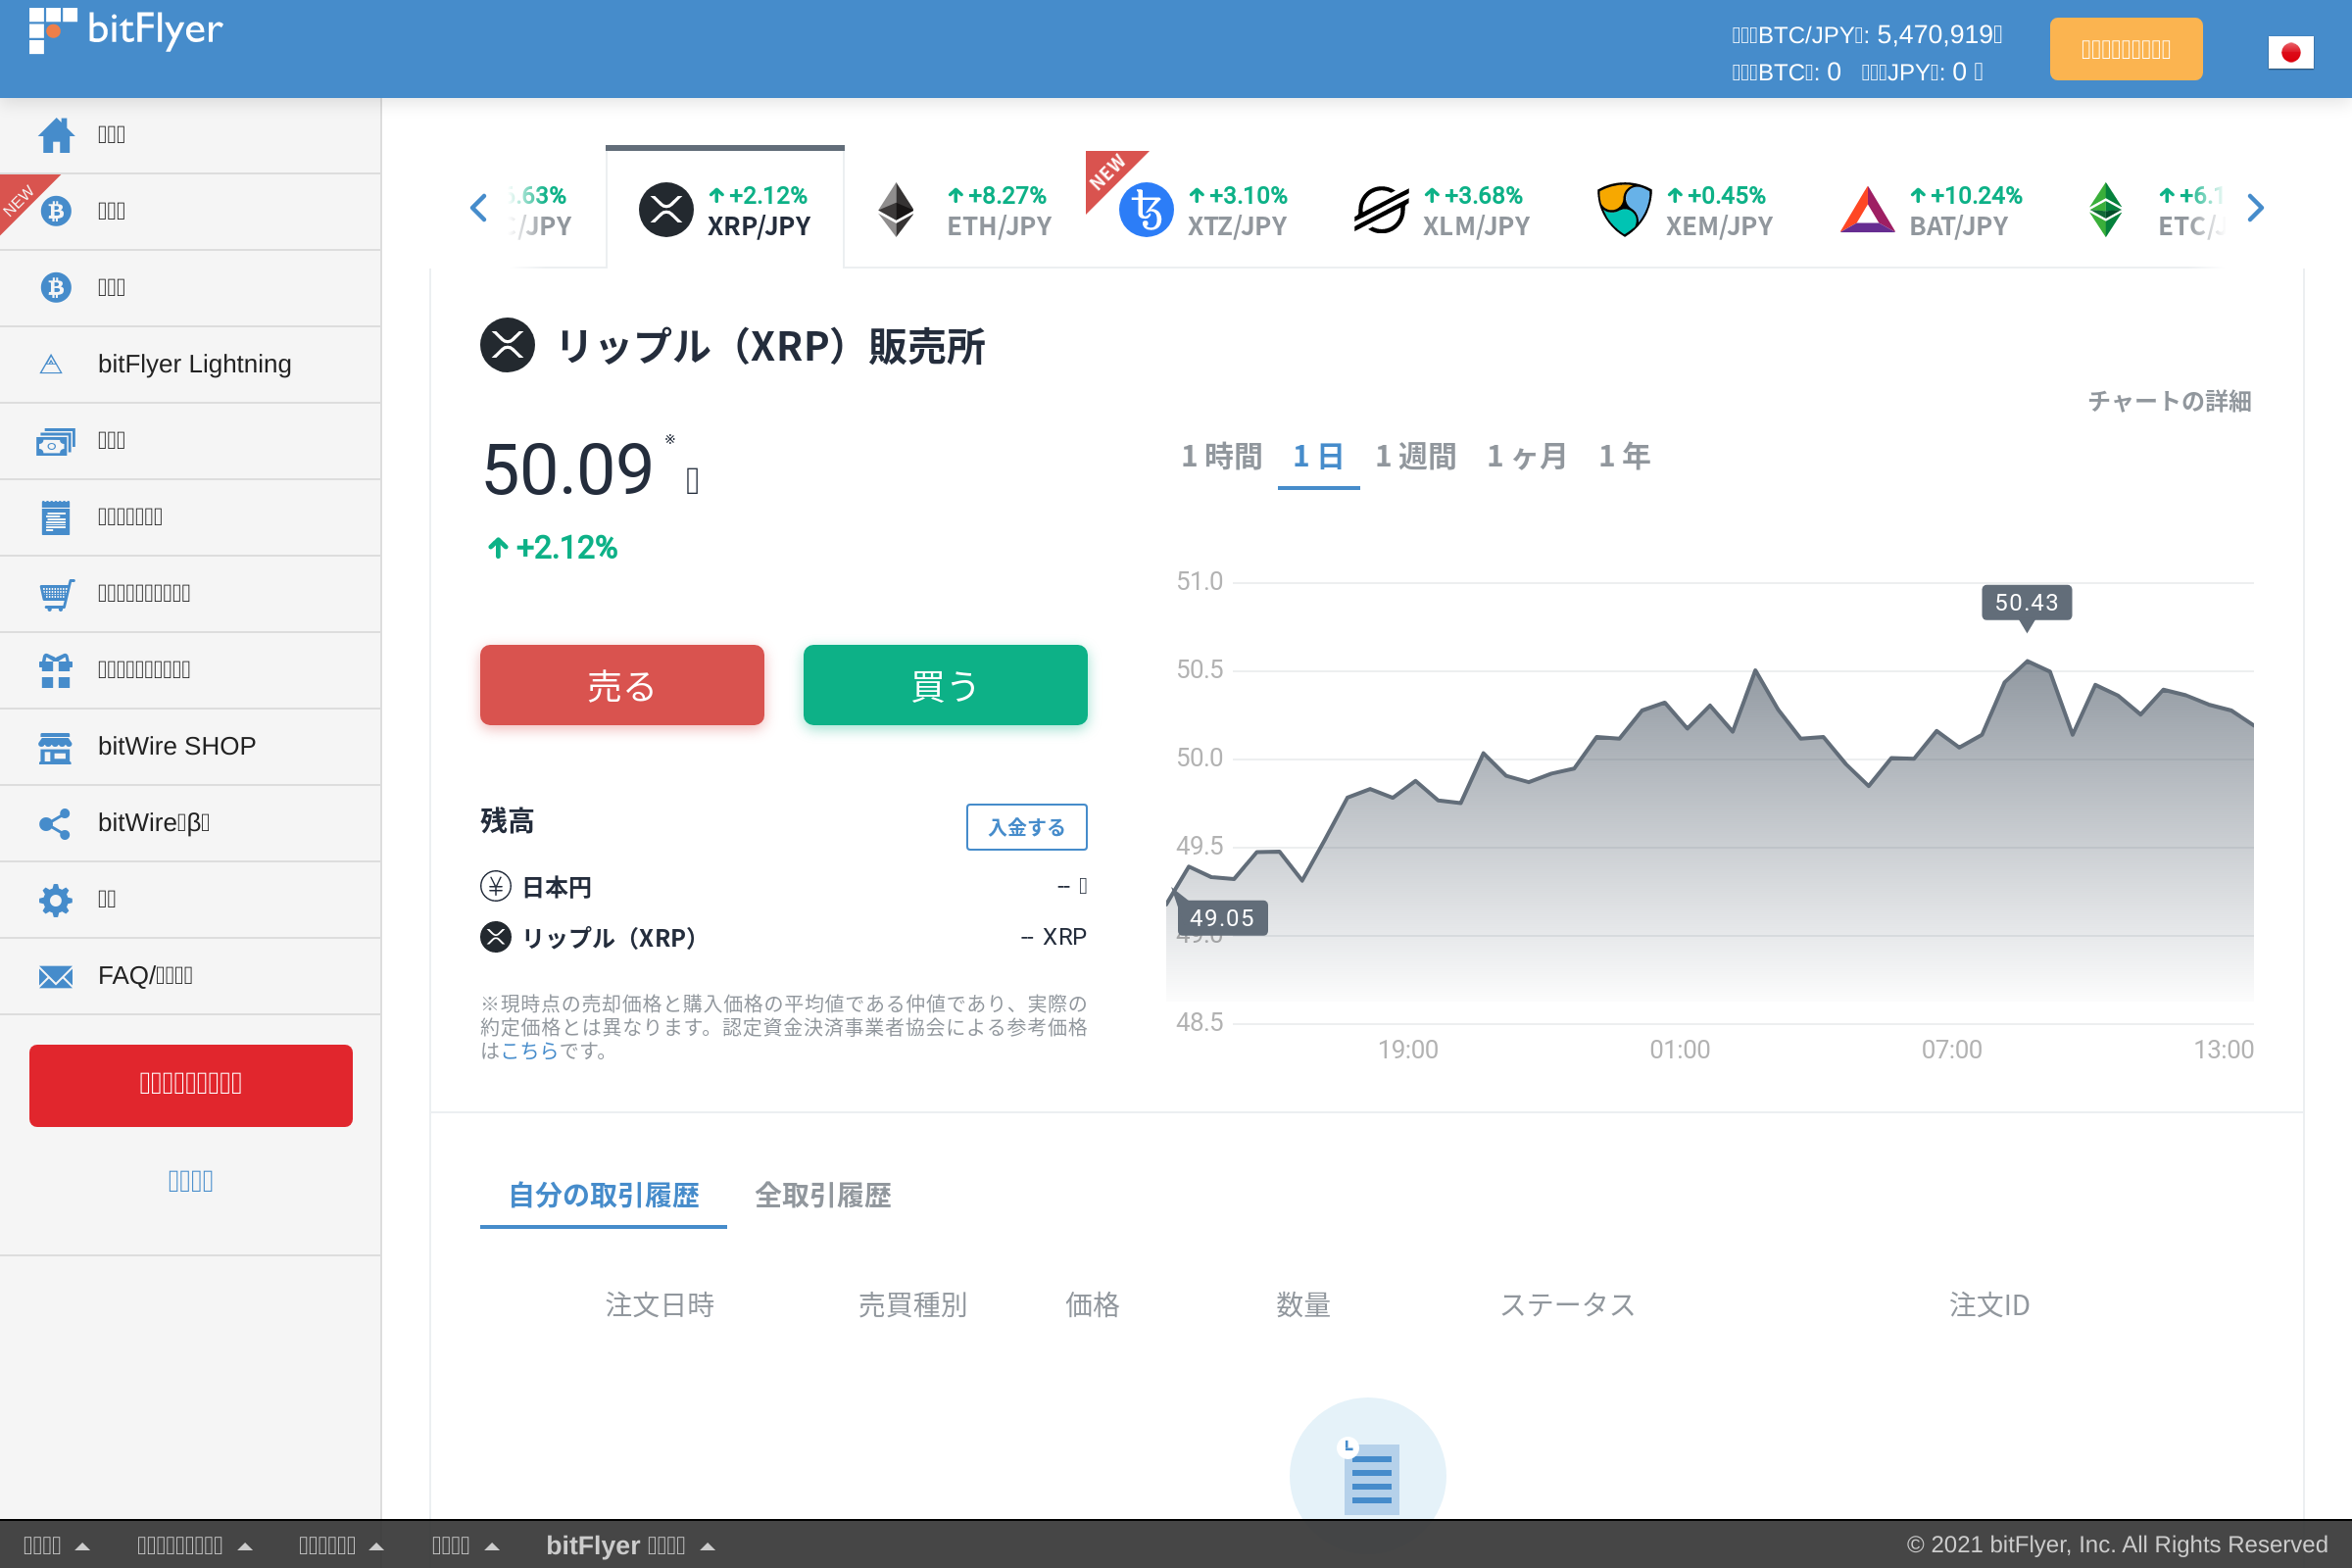 bitFlyer
BTC/JPY : 5,470,919
BTC : 0 JPY : 0
NEW
bitFlyer Lightning
bitWire SHOP
bitWire β
FAQ/
.63%
/JPY
+2.12%
XRP/JPY
+8.27%
ETH/JPY
NEW
+3.10%
XTZ/JPY
+3.68%
XLM/JPY
+0.45%
XEM/JPY
+10.24%
BAT/JPY
+6.1
ETC/J
リップル（XRP）販売所
チャートの詳細
50.09 ※
+2.12%
1 時間 1 日 1 週間 1 ヶ月 1 年
売る 買う
51.0
50.43
50.5
50.0
49.5
49.05
49.0
48.5
19:00 01:00 07:00 13:00
残高 入金する
日本円 --
リップル（XRP） -- XRP
※現時点の売却価格と購入価格の平均値である仲値であり、実際の
約定価格とは異なります。認定資金決済事業者協会による参考価格
はこちらです。
自分の取引履歴 全取引履歴
注文日時 売買種別 価格 数量 ステータス 注文ID
bitFlyer
© 2021 bitFlyer, Inc. All Rights Reserved